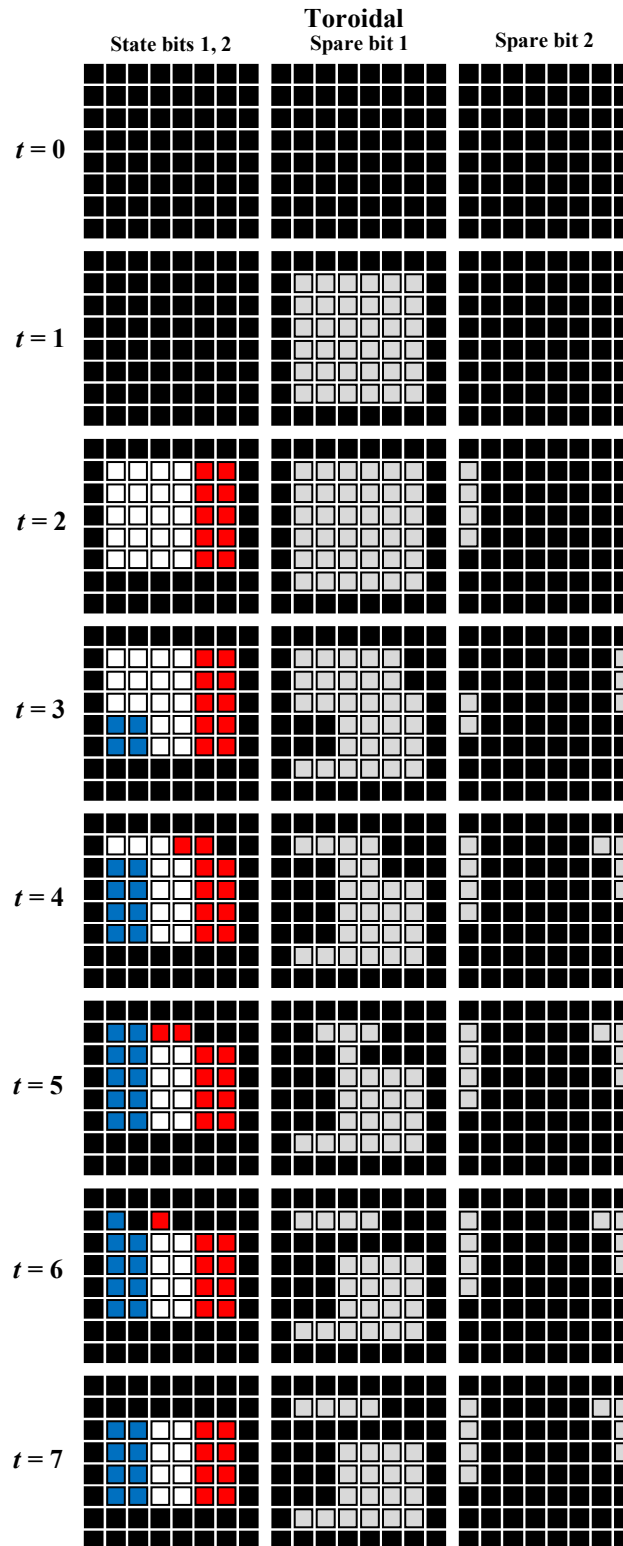 Toroidal
State bits 1, 2 Spare bit 1 Spare bit 2
t = 0
t = 1
t = 2
t = 3
t = 4
t = 5
t = 6
t = 7